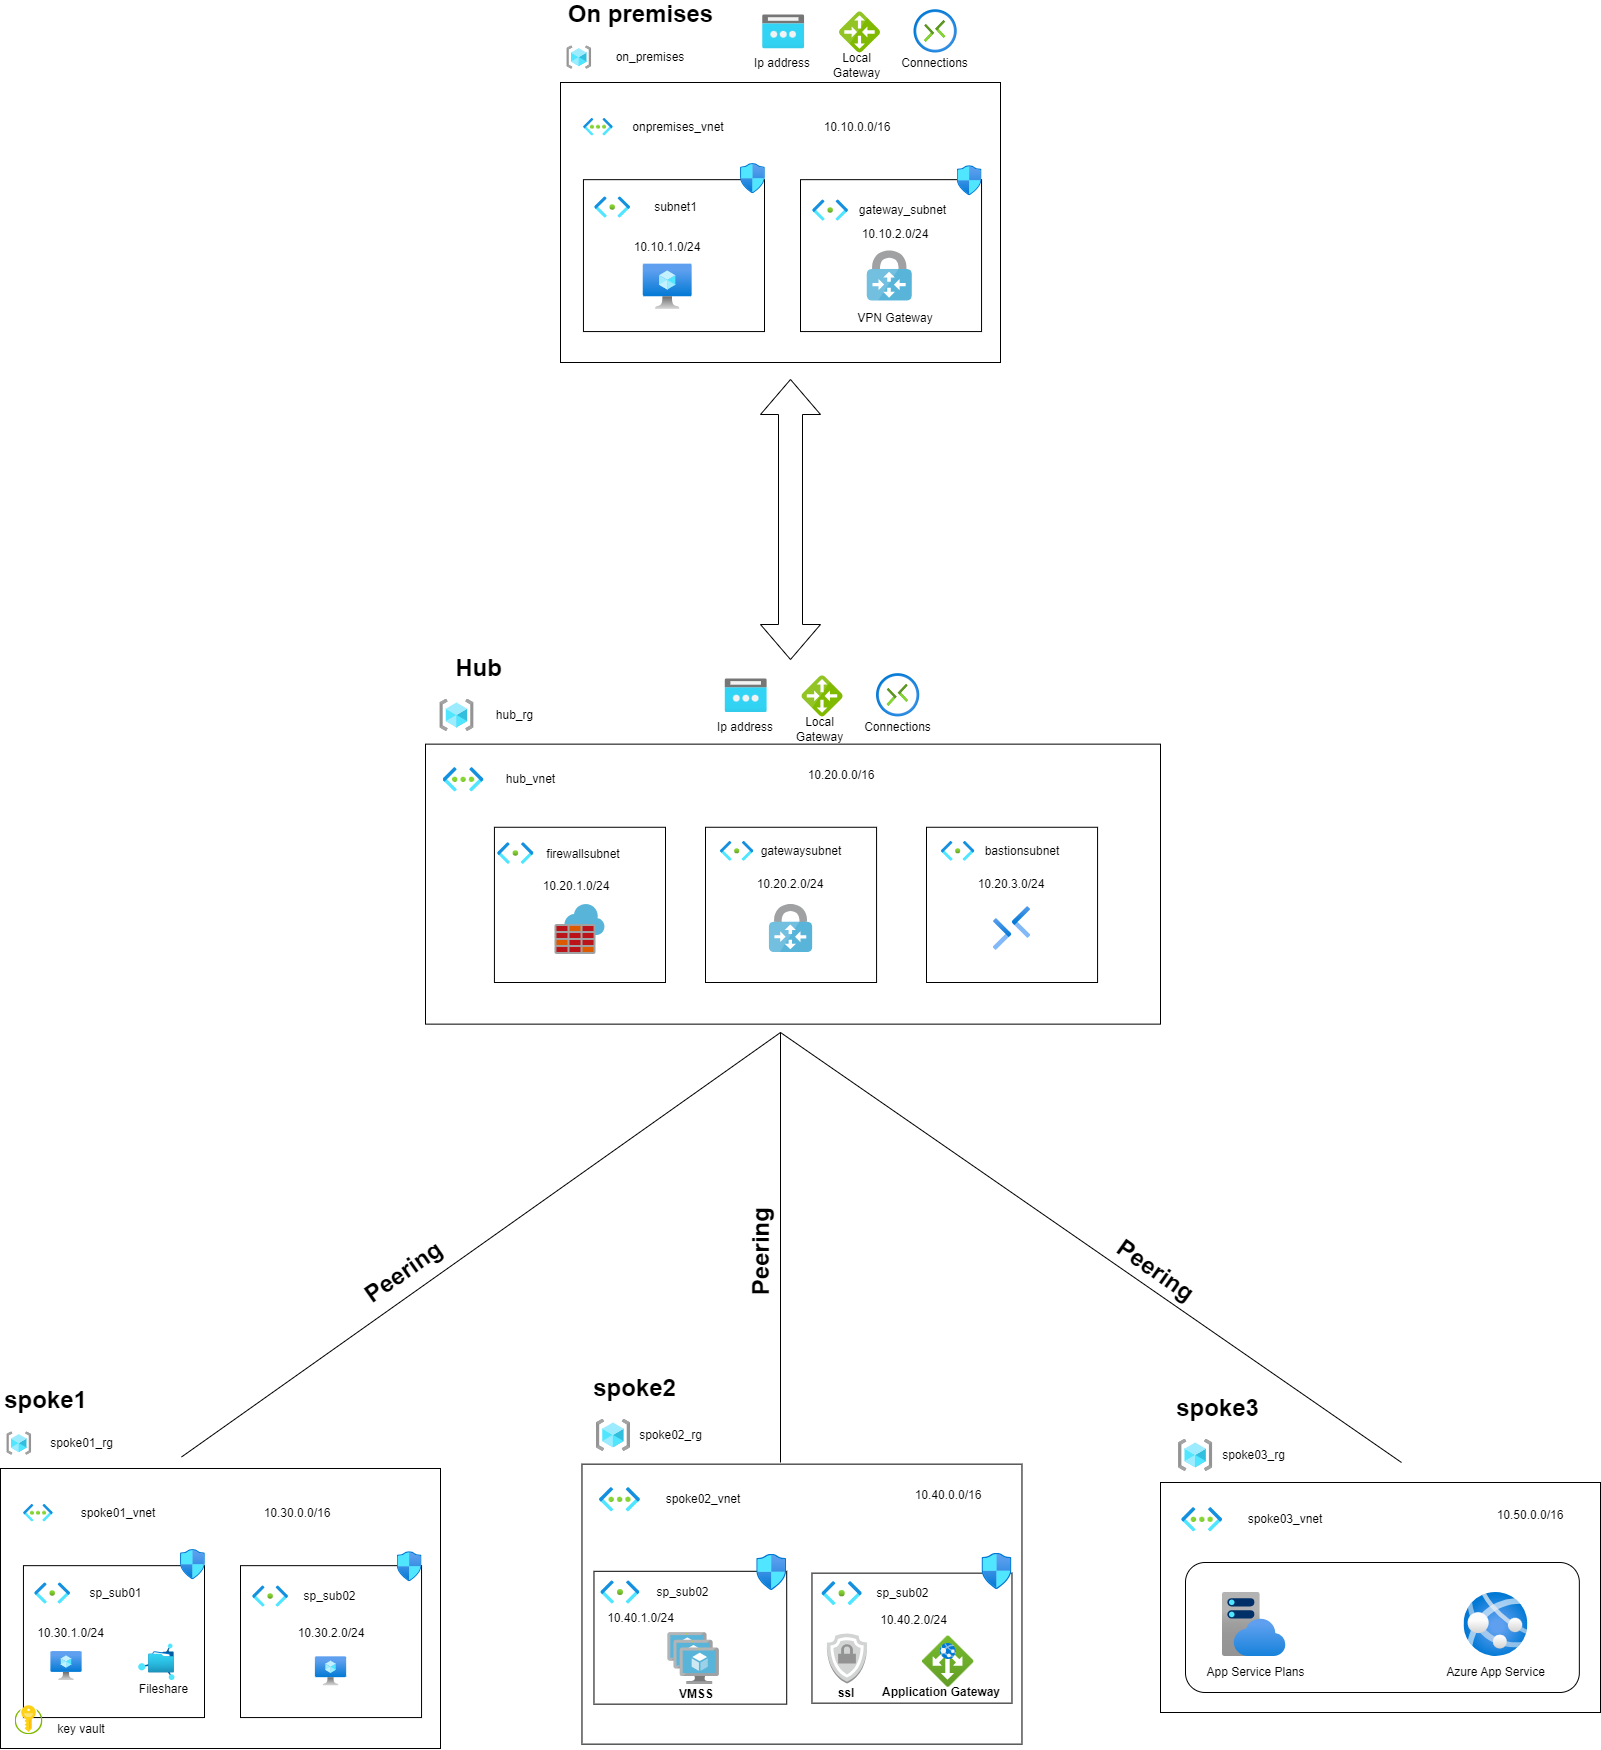 On premises
on_premises
Ip address
Local
Gateway
Connections
onpremises_vnet
10.10.0.0/16
subnet1
10.10.1.0/24
gateway_subnet
10.10.2.0/24
VPN Gateway
Hub
hub_rg
Ip address
Local
Gateway
Connections
hub_vnet
10.20.0.0/16
firewallsubnet
10.20.1.0/24
gatewaysubnet
10.20.2.0/24
bastionsubnet
10.20.3.0/24
Peering
Peering
Peering
spoke1
spoke01_rg
spoke01_vnet
10.30.0.0/16
sp_sub01
10.30.1.0/24
Fileshare
key vault
sp_sub02
10.30.2.0/24
spoke2
spoke02_rg
spoke02_vnet
10.40.0.0/16
sp_sub02
10.40.1.0/24
VMSS
sp_sub02
10.40.2.0/24
ssl
Application Gateway
spoke3
spoke03_rg
spoke03_vnet
10.50.0.0/16
App Service Plans
Azure App Service